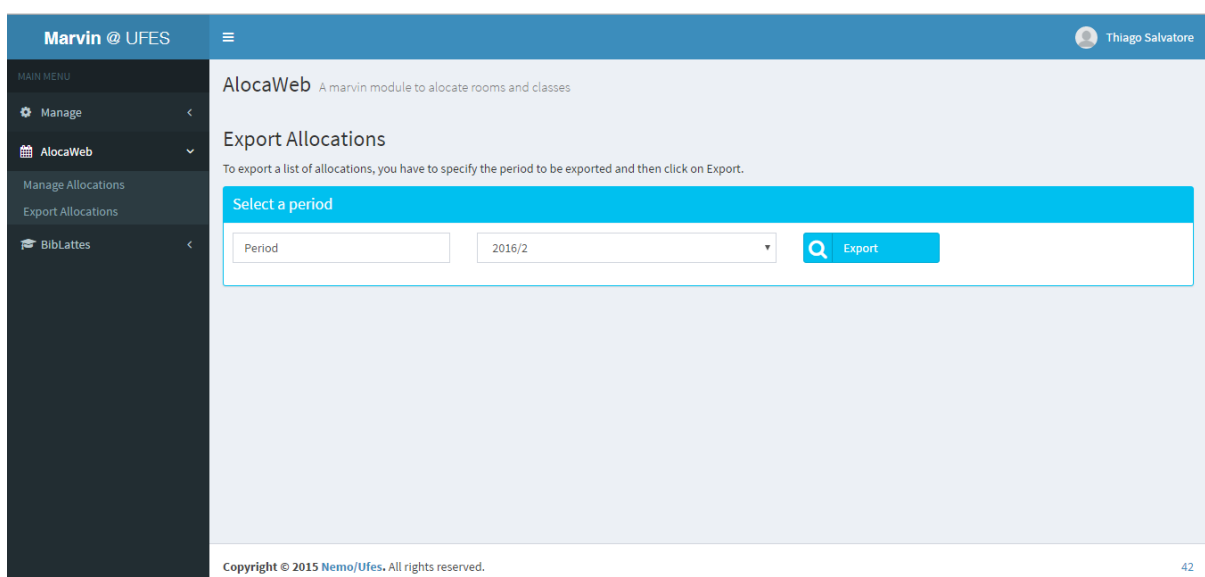 Marvin @ UFES
Thiago Salvatore
MAIN MENU
Manage
AlocaWeb
Manage Allocations
Export Allocations
BibLattes
AlocaWeb A marvin module to alocate rooms and classes
Export Allocations
To export a list of allocations, you have to specify the period to be exported and then click on Export.
Select a period
Period 2016/2 Export
Copyright © 2015 Nemo/Ufes. All rights reserved. 42